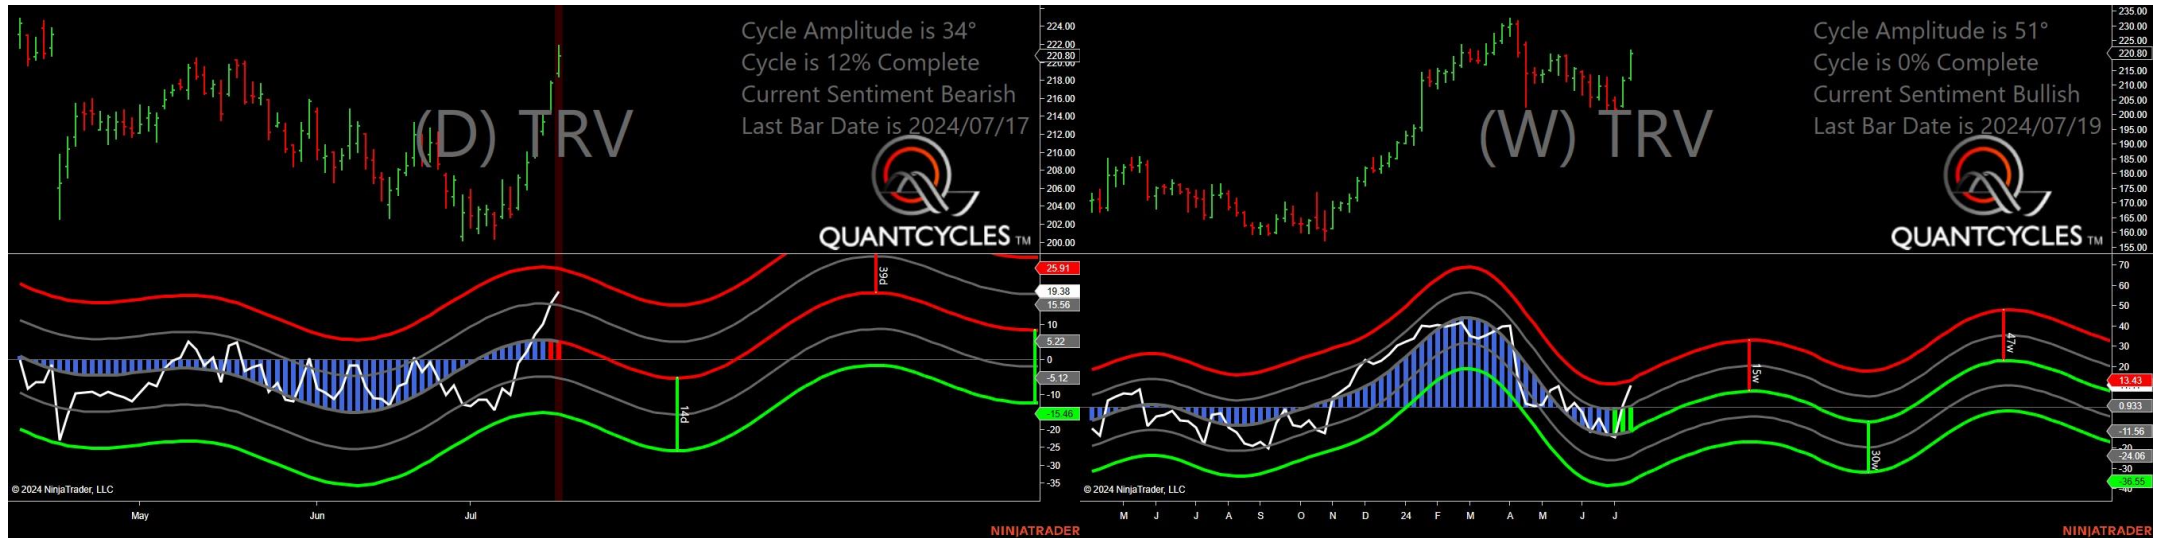 Cycle Amplitude is 34°
Cycle is 12% Complete
Current Sentiment Bearish
Last Bar Date is 2024/07/17
(D) TRV
QUANTCYCLES TM
224.00
222.00
220.80
220.00
218.00
216.00
214.00
212.00
210.00
208.00
206.00
204.00
202.00
200.00
25.91
19.38
15.56
10
5.22
0
-5.12
-10
-15.46
-20
-25
-30
-35
39d
14d
© 2024 NinjaTrader, LLC
May Jun Jul
NINJATRADER
Cycle Amplitude is 51°
Cycle is 0% Complete
Current Sentiment Bullish
Last Bar Date is 2024/07/19
(W) TRV
QUANTCYCLES TM
235.00
230.00
225.00
220.80
215.00
210.00
205.00
200.00
195.00
190.00
185.00
180.00
175.00
170.00
165.00
160.00
155.00
70
60
50
40
30
20
13.43
0.933
-11.56
-20
-24.06
-30
-36.55
15w
47w
30w
© 2024 NinjaTrader, LLC
M J J A S O N D 24 F M A M J J
NINJATRADER